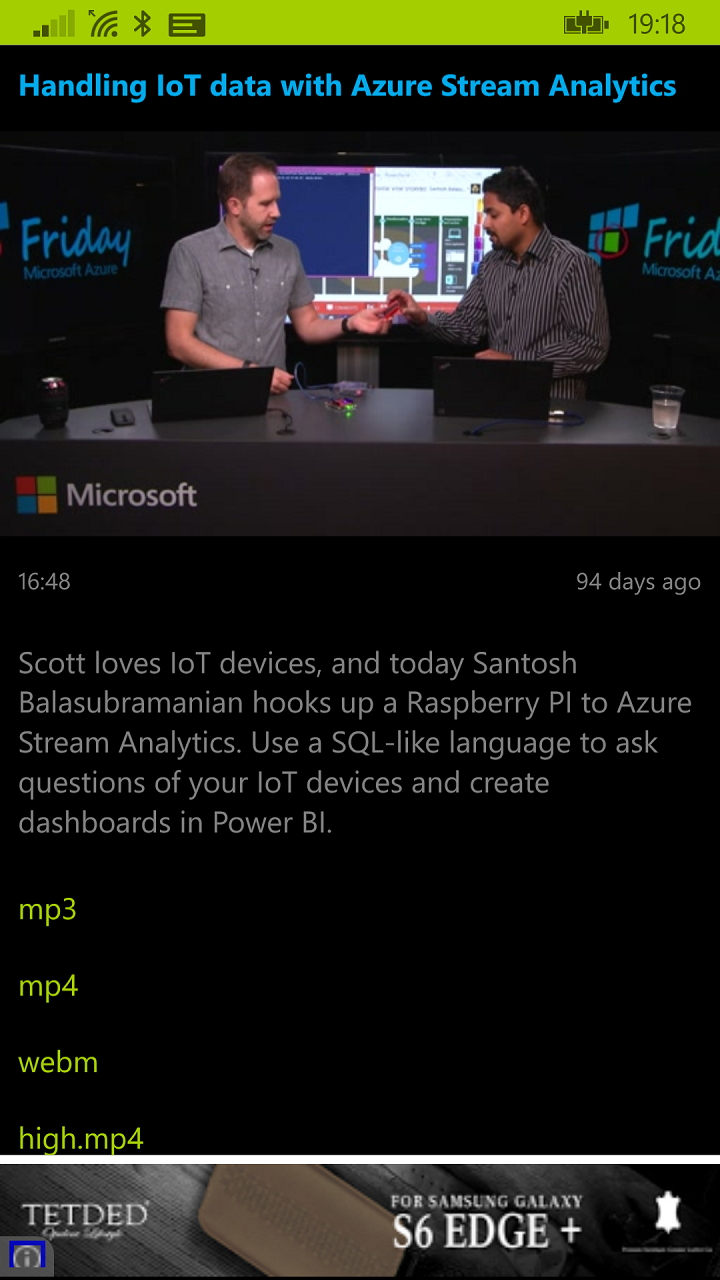 19:18
Handling IoT data with Azure Stream Analytics
Friday
Microsoft Azure
Frid
Microsoft Az
Microsoft
16:48
94 days ago
Scott loves IoT devices, and today Santosh
Balasubramanian hooks up a Raspberry PI to Azure
Stream Analytics. Use a SQL-like language to ask
questions of your IoT devices and create
dashboards in Power BI.
mp3
mp4
webm
high.mp4
TETDED
Opulent Lifestyle
FOR SAMSUNG GALAXY
S6 EDGE +